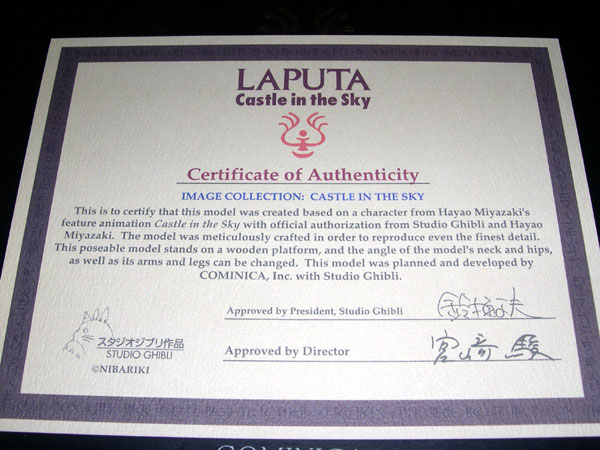 LAPUTA
Castle in the Sky
Certificate of Authenticity
IMAGE COLLECTION: CASTLE IN THE SKY
This is to certify that this model was created based on a character from Hayao Miyazaki's
feature animation Castle in the Sky with official authorization from Studio Ghibli and Hayao
Miyazaki. The model was meticulously crafted in order to reproduce even the finest detail.
This poseable model stands on a wooden platform, and the angle of the model's neck and hips,
as well as its arms and legs can be changed. This model was planned and developed by
COMINICA, Inc. with Studio Ghibli.
Approved by President, Studio Ghibli
Approved by Director 宮崎 駿
スタジオジブリ作品
STUDIO GHIBLI
©NIBARIKI